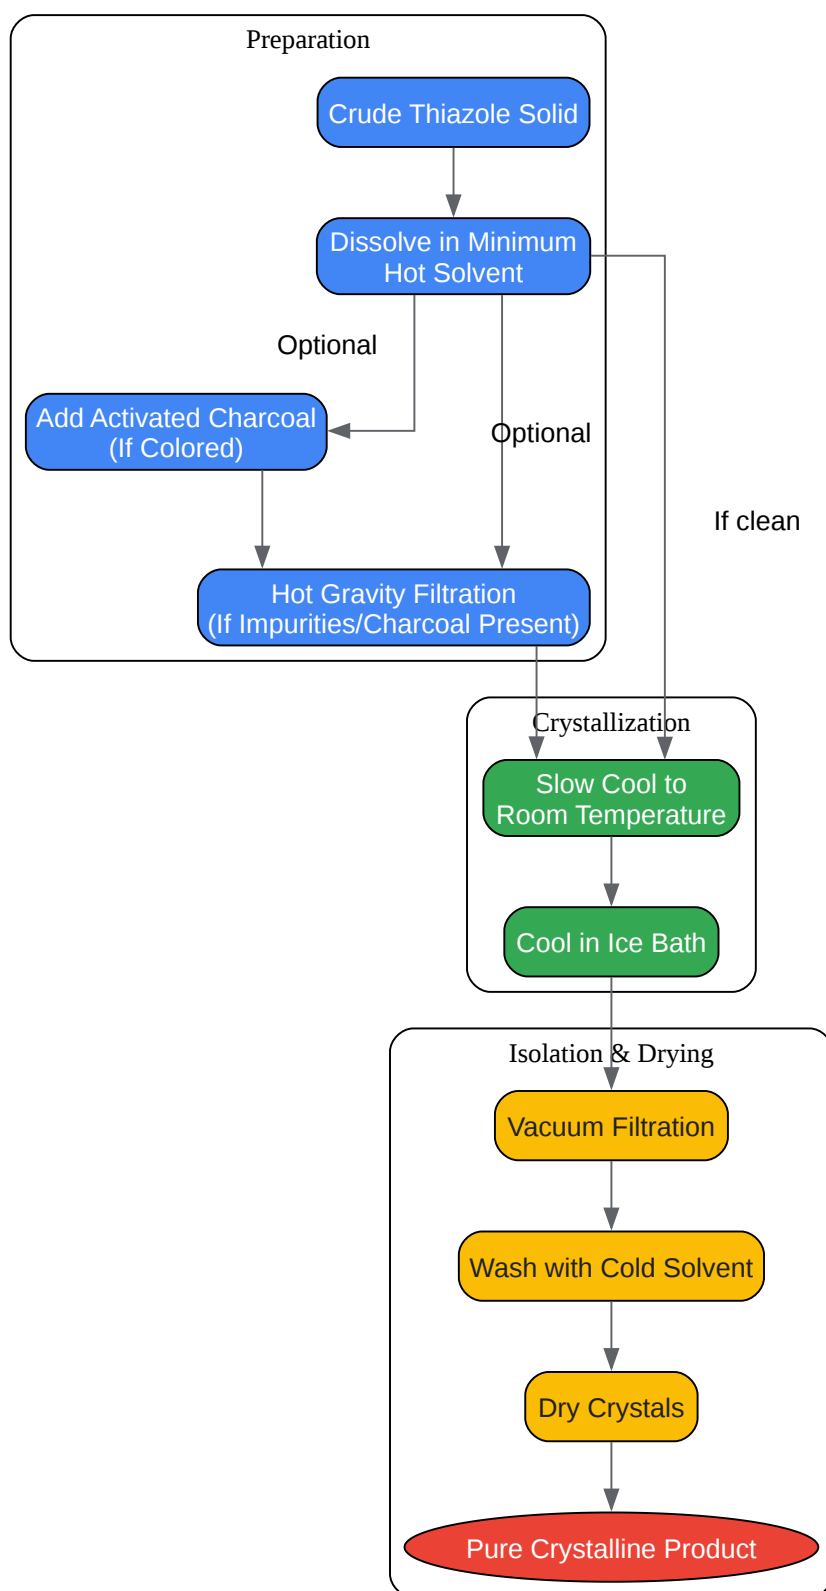 Preparation
Crude Thiazole Solid
Dissolve in Minimum
Hot Solvent
Optional
Add Activated Charcoal
(If Colored)
Optional
If clean
Hot Gravity Filtration
(If Impurities/Charcoal Present)
Crystallization
Slow Cool to
Room Temperature
Cool in Ice Bath
Isolation & Drying
Vacuum Filtration
Wash with Cold Solvent
Dry Crystals
Pure Crystalline Product